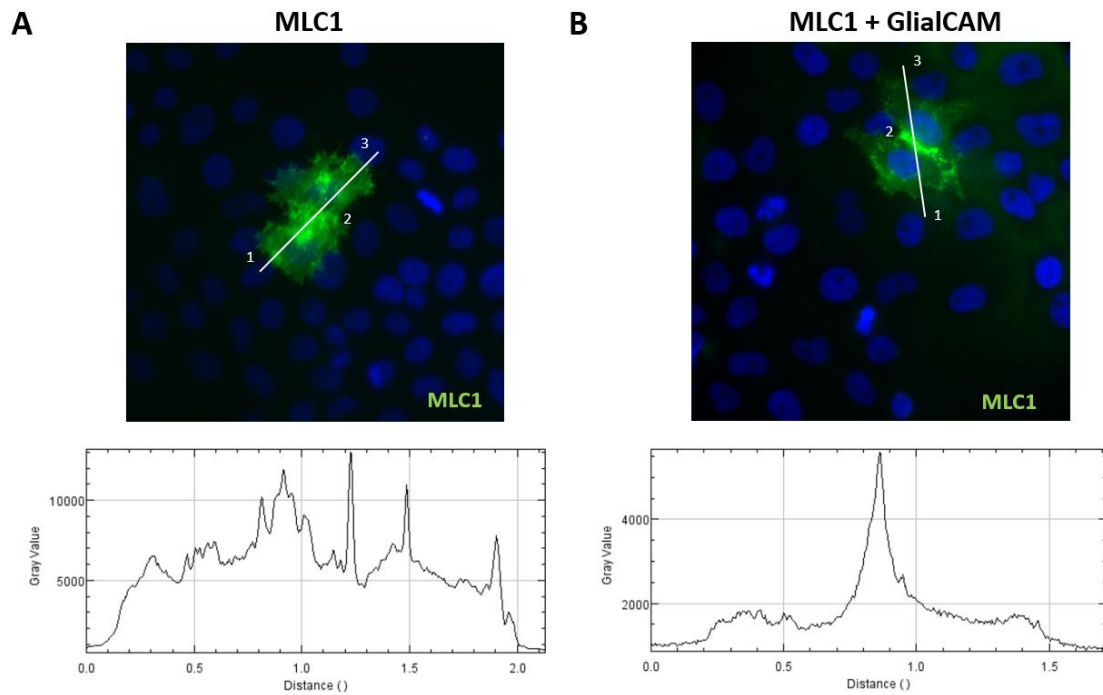 A
MLC1
B
MLC1 + GlialCAM
3
2
1
MLC1
3
2
1
MLC1
10000
5000
Gray Value
0.0
0.5
1.0
1.5
2.0
Distance ( )
4000
2000
Gray Value
0.0
0.5
1.0
1.5
Distance ( )